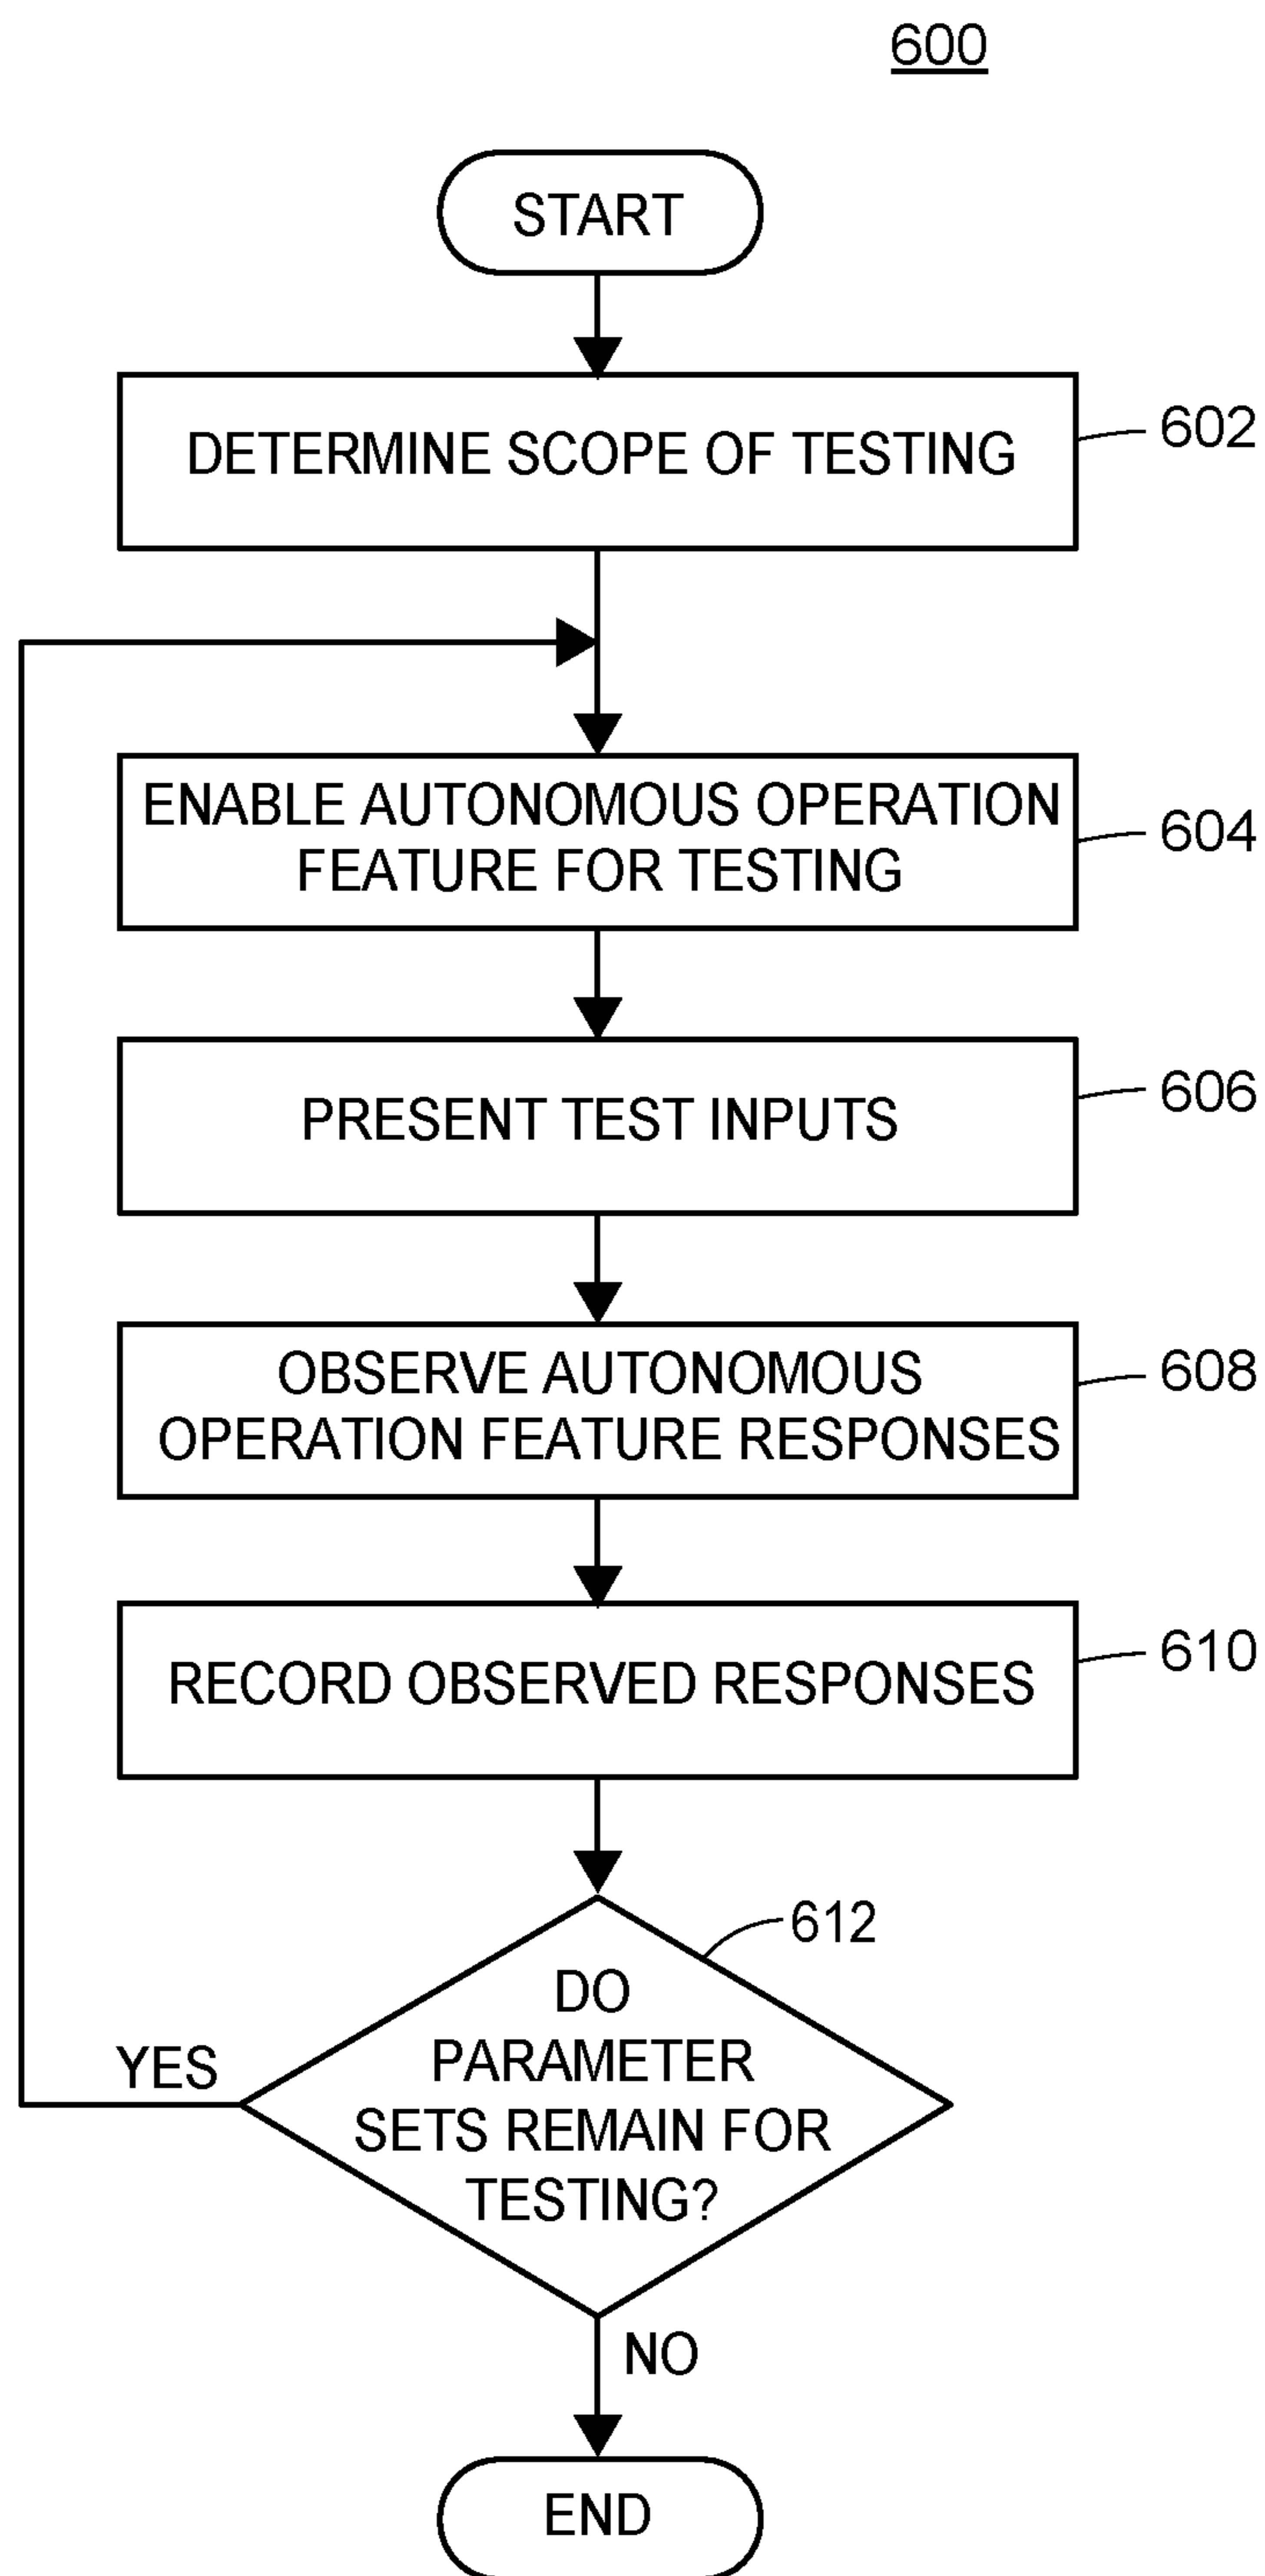 600
START
DETERMINE SCOPE OF TESTING
602
ENABLE AUTONOMOUS OPERATION
FEATURE FOR TESTING
604
PRESENT TEST INPUTS
606
OBSERVE AUTONOMOUS
OPERATION FEATURE RESPONSES
608
RECORD OBSERVED RESPONSES
610
612
DO
PARAMETER
SETS REMAIN FOR
TESTING?
YES
NO
END